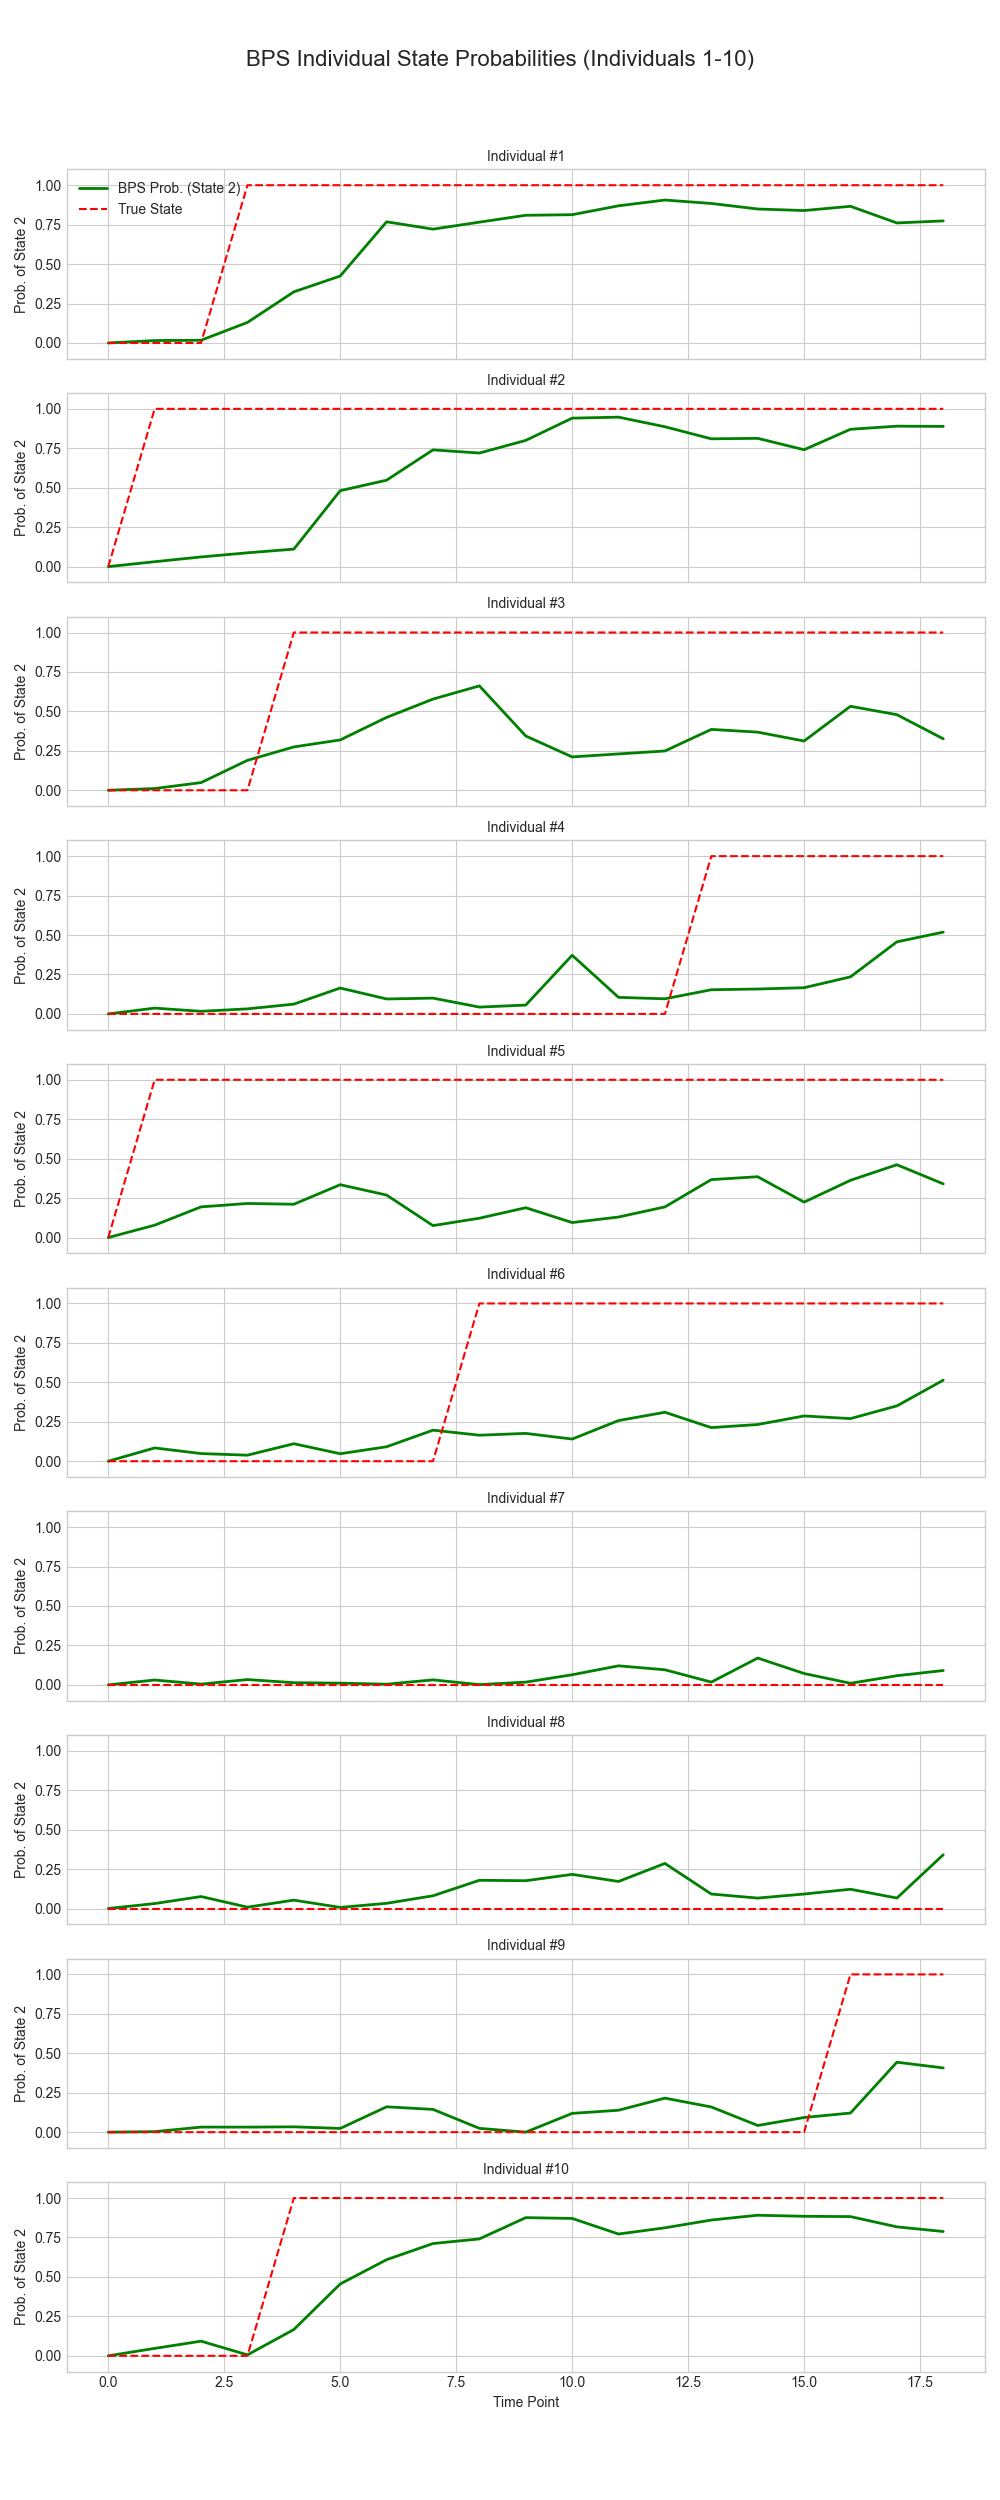 BPS Individual State Probabilities (Individuals 1-10)
Individual #1
BPS Prob. (State 2)
True State
1.00
0.75
0.50
0.25
0.00
Prob. of State 2
Individual #2
1.00
0.75
0.50
0.25
0.00
Prob. of State 2
Individual #3
1.00
0.75
0.50
0.25
0.00
Prob. of State 2
Individual #4
1.00
0.75
0.50
0.25
0.00
Prob. of State 2
Individual #5
1.00
0.75
0.50
0.25
0.00
Prob. of State 2
Individual #6
1.00
0.75
0.50
0.25
0.00
Prob. of State 2
Individual #7
1.00
0.75
0.50
0.25
0.00
Prob. of State 2
Individual #8
1.00
0.75
0.50
0.25
0.00
Prob. of State 2
Individual #9
1.00
0.75
0.50
0.25
0.00
Prob. of State 2
Individual #10
1.00
0.75
0.50
0.25
0.00
Prob. of State 2
0.0 2.5 5.0 7.5 10.0 12.5 15.0 17.5
Time Point